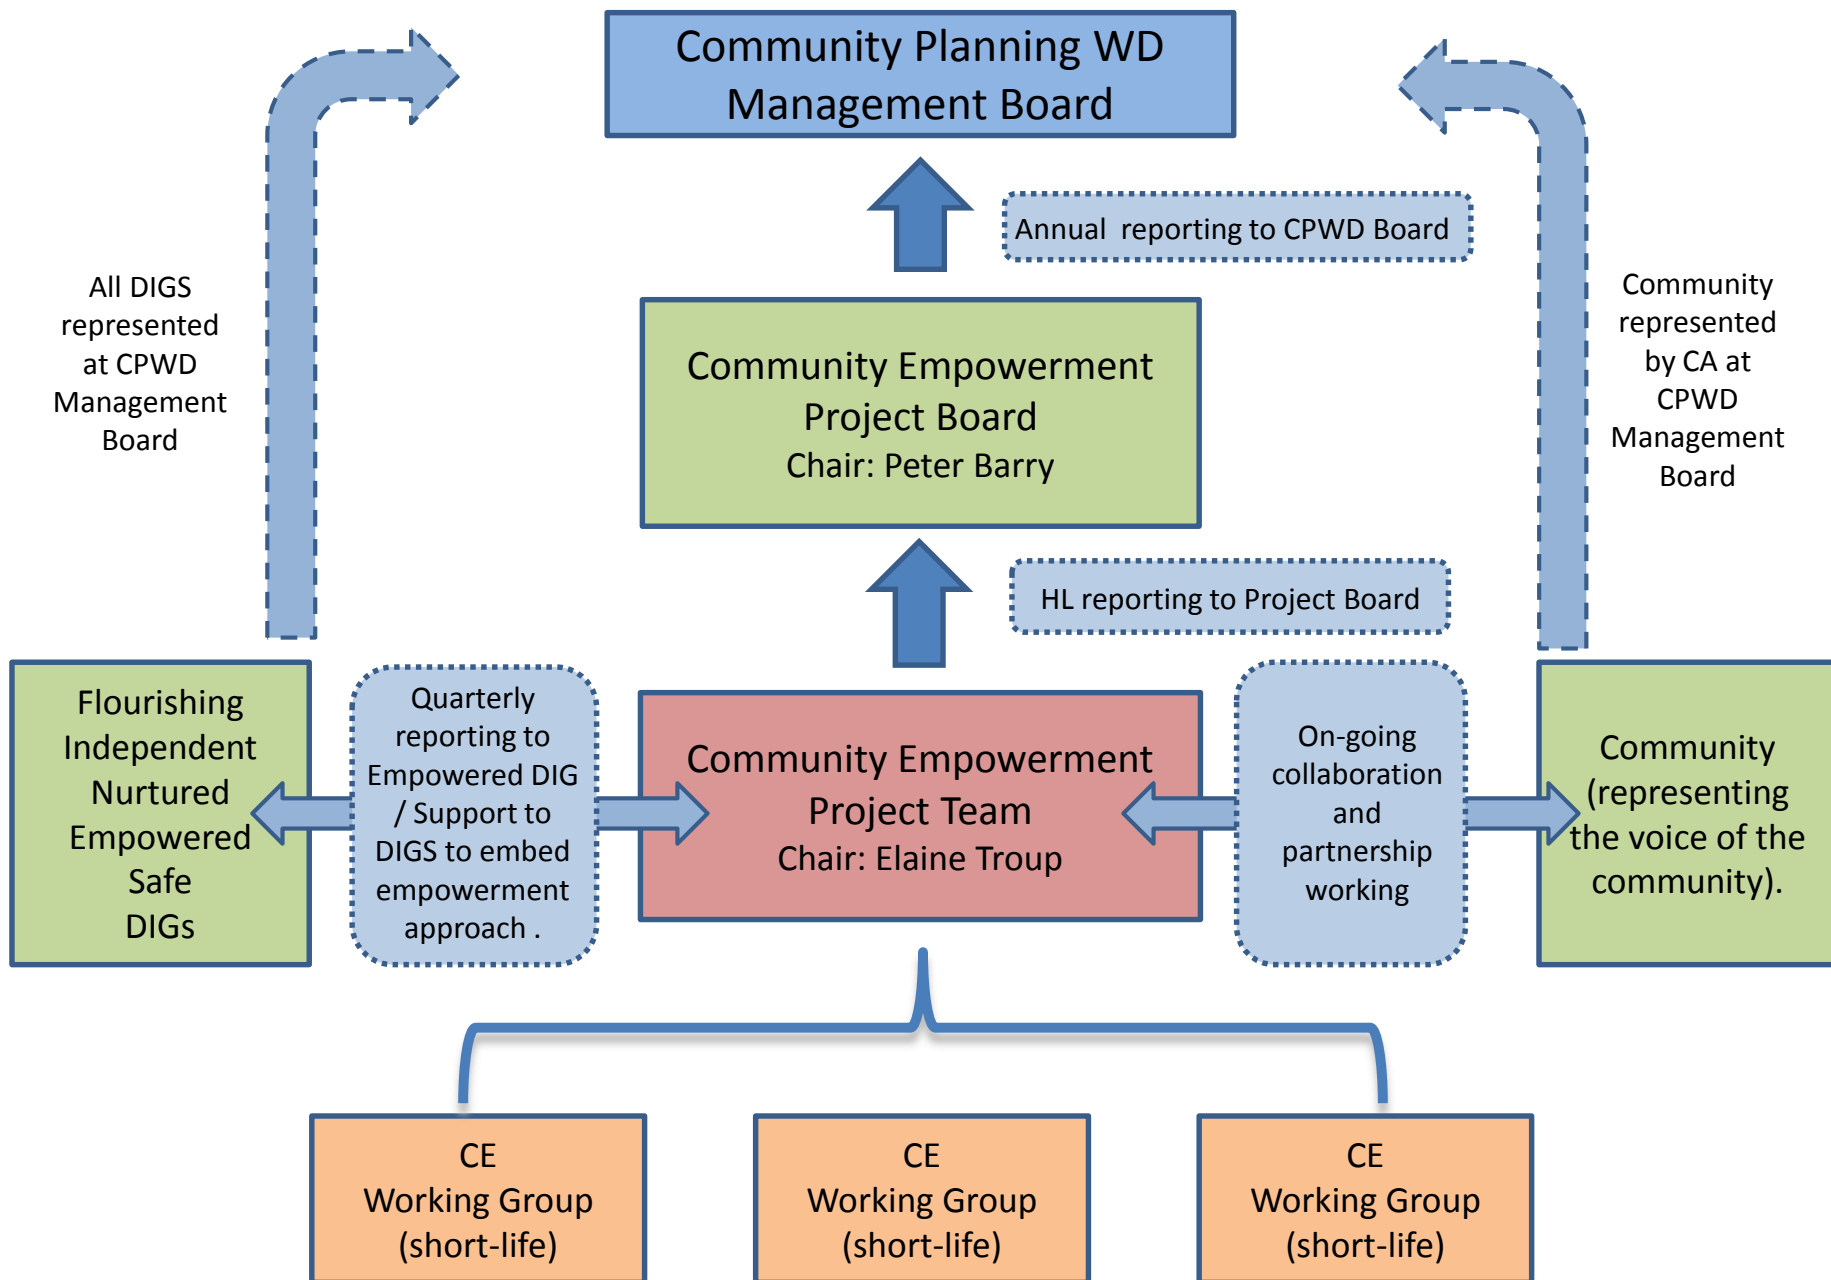 Community Planning WD
Management Board
Annual reporting to CPWD Board
All DIGS
represented
at CPWD
Management
Board
Community
represented
by CA at
CPWD
Management
Board
Community Empowerment
Project Board
Chair: Peter Barry
HL reporting to Project Board
Flourishing
Independent
Nurtured
Empowered
Safe
DIGs
Quarterly
reporting to
Empowered DIG
/ Support to
DIGS to embed
empowerment
approach .
Community Empowerment
Project Team
Chair: Elaine Troup
On-going
collaboration
and
partnership
working
Community
(representing
the voice of the
community).
CE
Working Group
(short-life)
CE
Working Group
(short-life)
CE
Working Group
(short-life)